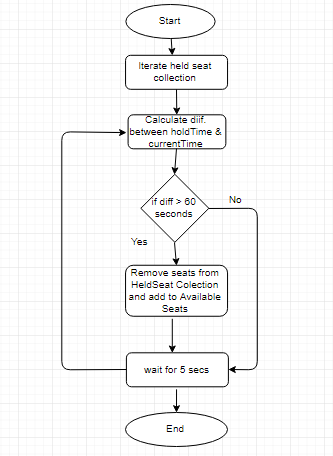 Start
Iterate held seat
collection
Calculate diif.
between holdTime &
currentTime
if diff > 60
seconds
No
Yes
Remove seats from
HeldSeat Colection
and add to Available
Seats
wait for 5 secs
End